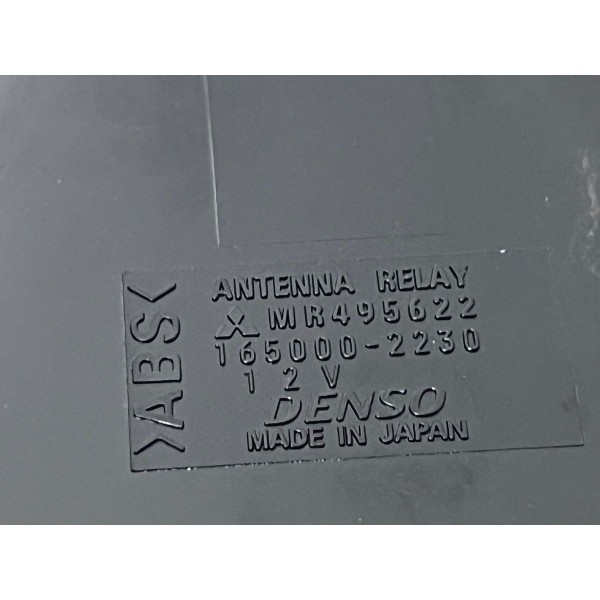 ANTENNA RELAY
MR495622
165000-2230
12V
DENSO
MADE IN JAPAN
>ABS<